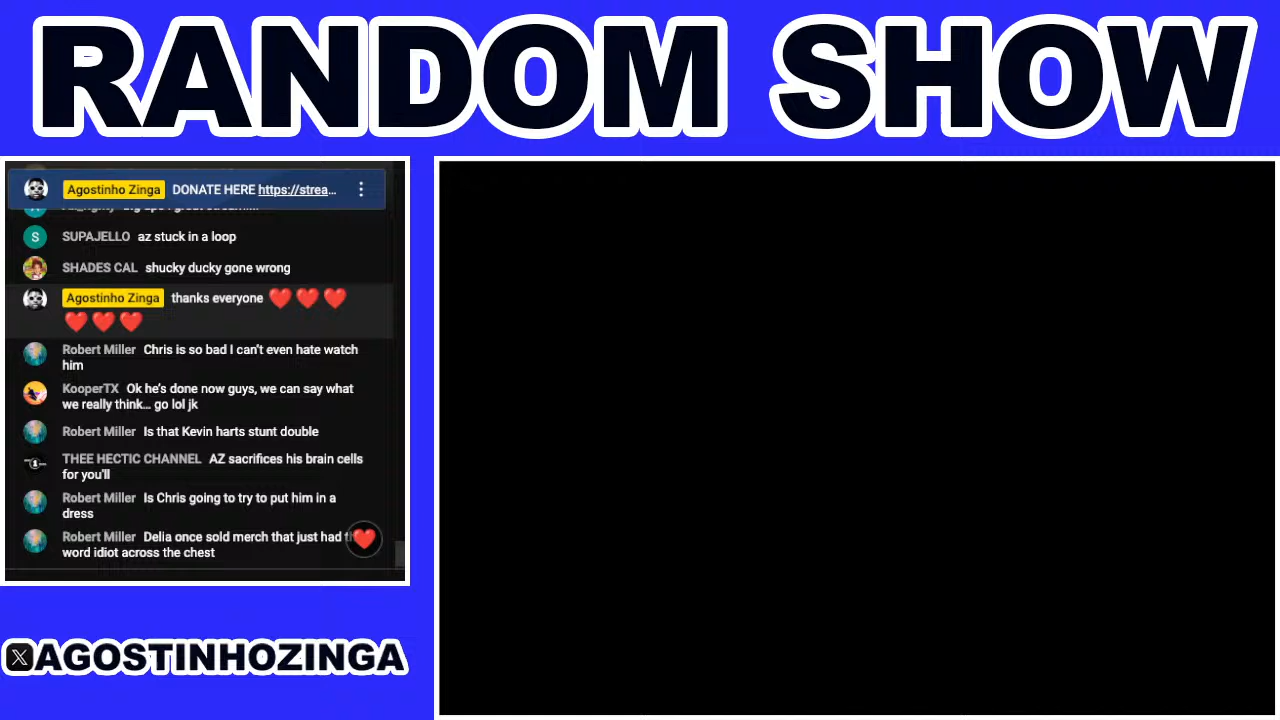 RANDOM SHOW
Agostinho Zinga DONATE HERE https://strea...
SUPAJELLO az stuck in a loop
SHADES CAL shucky ducky gone wrong
Agostinho Zinga thanks everyone ❤️❤️❤️
❤️❤️❤️
Robert Miller Chris is so bad I can't even hate watch
him
KooperTX Ok he's done now guys, we can say what
we really think... go lol jk
Robert Miller Is that Kevin harts stunt double
THEE HECTIC CHANNEL AZ sacrifices his brain cells
for you'll
Robert Miller Is Chris going to try to put him in a
dress
Robert Miller Delia once sold merch that just had
word idiot across the chest
X AGOSTINHOZINGA